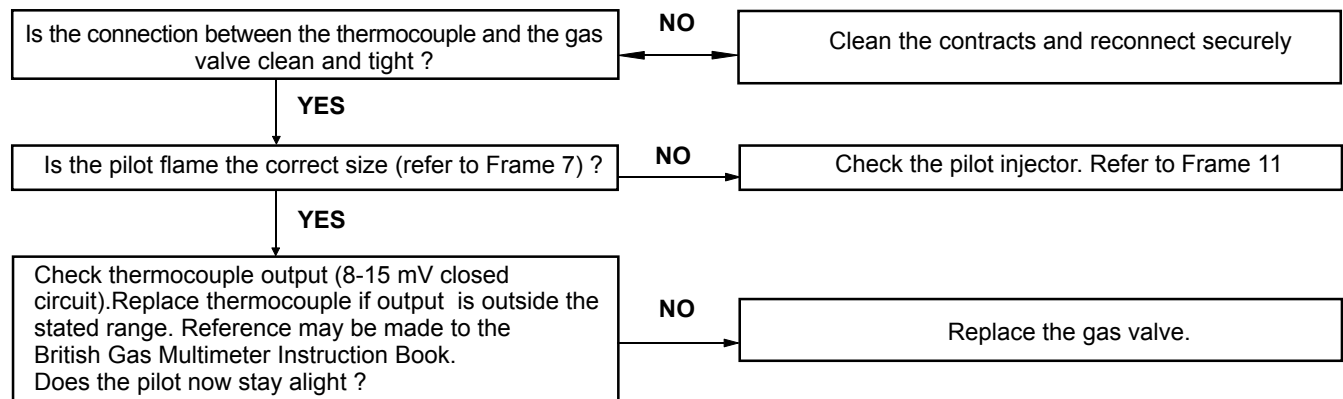 Is the connection between the thermocouple and the gas
valve clean and tight ?
NO
Clean the contracts and reconnect securely
YES
Is the pilot flame the correct size (refer to Frame 7) ?
NO
Check the pilot injector. Refer to Frame 11
YES
Check thermocouple output (8-15 mV closed
circuit).Replace thermocouple if output is outside the
stated range. Reference may be made to the
British Gas Multimeter Instruction Book.
Does the pilot now stay alight ?
NO
Replace the gas valve.